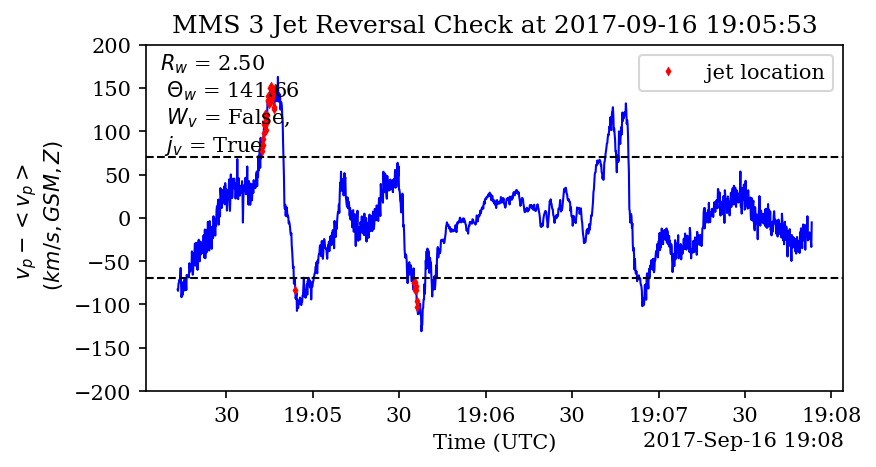 MMS 3 Jet Reversal Check at 2017-09-16 19:05:53
200
150
100
50
0
−50
−100
−150
−200
v_p − < v_p >
(km/s, GSM, Z)
R_w = 2.50
Θ_w = 141.66
W_v = False,
j_v = True
jet location
30
19:05
30
19:06
30
19:07
30
19:08
Time (UTC)
2017-Sep-16 19:08